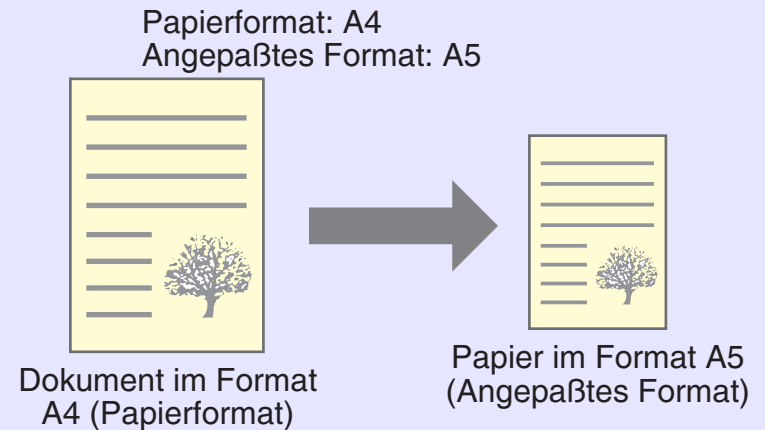 Papierformat: A4
Angepaßtes Format: A5
Dokument im Format
A4 (Papierformat)
Papier im Format A5
(Angepaßtes Format)